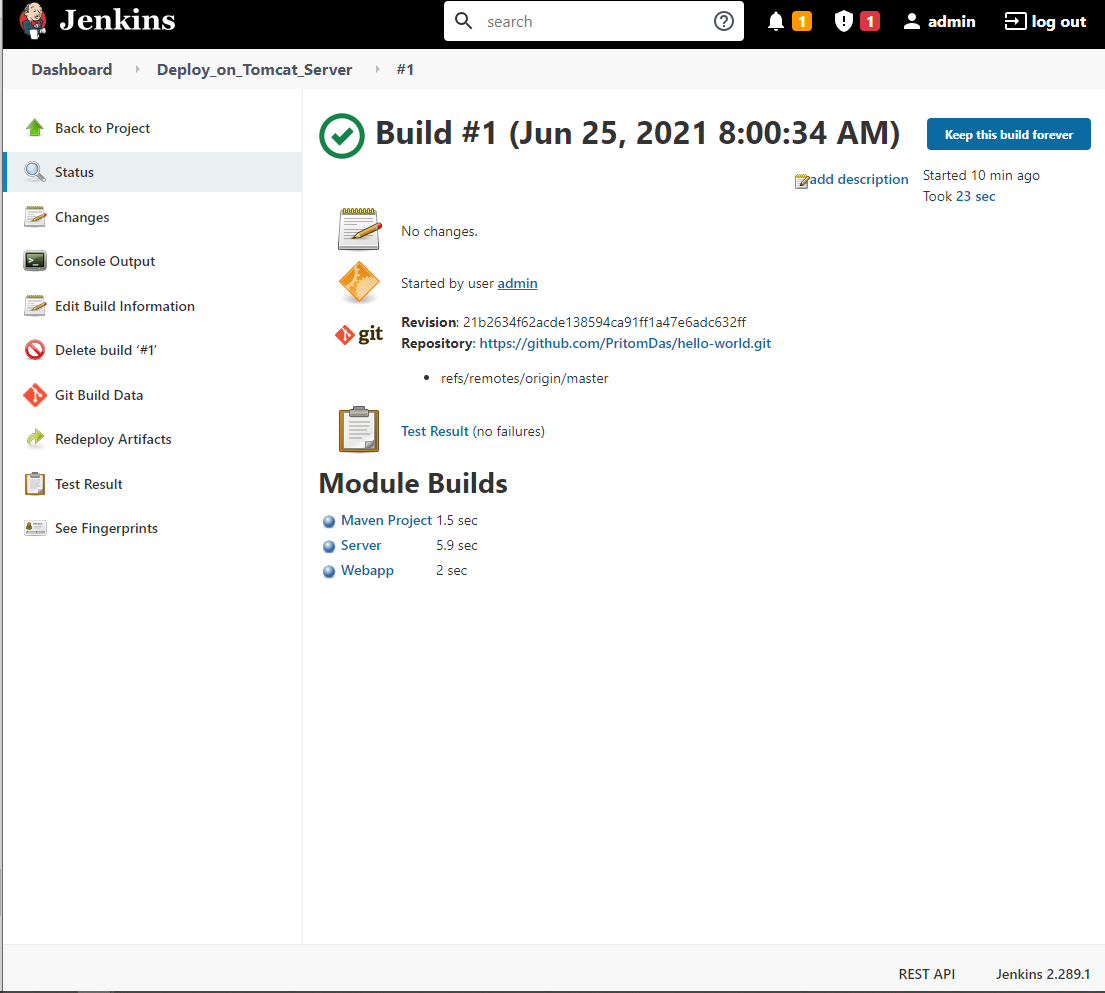 Jenkins
search
1
1
admin
log out
Dashboard
Deploy_on_Tomcat_Server
#1
Back to Project
Status
Changes
Console Output
Edit Build Information
Delete build ‘#1’
Git Build Data
Redeploy Artifacts
Test Result
See Fingerprints
Build #1 (Jun 25, 2021 8:00:34 AM)
Keep this build forever
add description
Started 10 min ago
Took 23 sec
No changes.
Started by user admin
git
Revision: 21b2634f62acde138594ca91ff1a47e6adc632ff
Repository: https://github.com/PritomDas/hello-world.git
refs/remotes/origin/master
Test Result (no failures)
Module Builds
Maven Project 1.5 sec
Server 5.9 sec
Webapp 2 sec
REST API
Jenkins 2.289.1